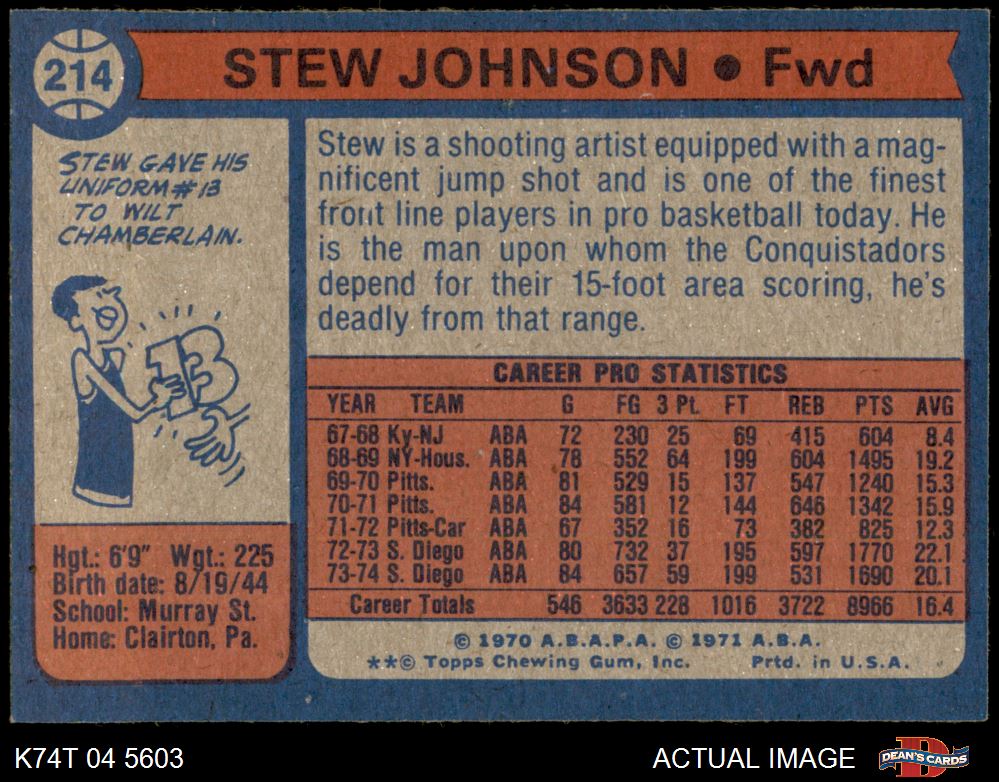 214
STEW JOHNSON • Fwd
STEW GAVE HIS
UNIFORM # 13
TO WILT
CHAMBERLAIN.
13
Hgt.: 6'9" Wgt.: 225
Birth date: 8/19/44
School: Murray St.
Home: Clairton, Pa.
Stew is a shooting artist equipped with a mag-
nificent jump shot and is one of the finest
front line players in pro basketball today. He
is the man upon whom the Conquistadors
depend for their 15-foot area scoring, he's
deadly from that range.
CAREER PRO STATISTICS
YEAR TEAM G FG 3 Pt. FT REB PTS AVG
67-68 Ky-NJ ABA 72 230 25 69 415 604 8.4
68-69 NY-Hous. ABA 78 552 64 199 604 1495 19.2
69-70 Pitts. ABA 81 529 15 137 547 1240 15.3
70-71 Pitts. ABA 84 581 12 144 646 1342 15.9
71-72 Pitts-Car ABA 67 352 16 73 382 825 12.3
72-73 S. Diego ABA 80 732 37 195 597 1770 22.1
73-74 S. Diego ABA 84 657 59 199 531 1690 20.1
Career Totals 546 3633 228 1016 3722 8966 16.4
© 1970 A.B.A.P.A. © 1971 A.B.A.
**© Topps Chewing Gum, Inc. Prtd. in U.S.A.
K74T 04 5603 ACTUAL IMAGE DEAN'S CARDS